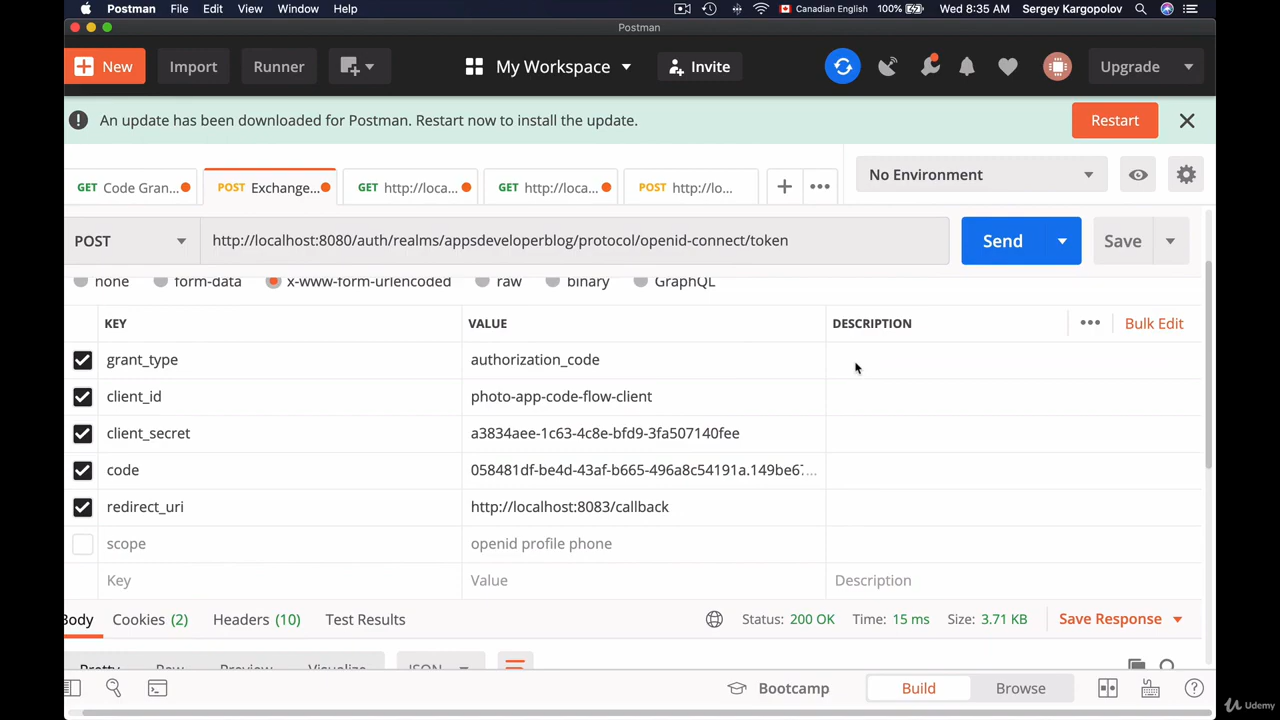 Postman File Edit View Window Help Canadian English 100% Wed 8:35 AM Sergey Kargopolov
Postman
New Import Runner My Workspace Invite Upgrade
An update has been downloaded for Postman. Restart now to install the update. Restart
GET Code Gran... POST Exchange... GET http://loca... GET http://loca... POST http://lo... No Environment
POST http://localhost:8080/auth/realms/appsdeveloperblog/protocol/openid-connect/token Send Save
none form-data x-www-form-urlencoded raw binary GraphQL
KEY VALUE DESCRIPTION Bulk Edit
grant_type authorization_code
client_id photo-app-code-flow-client
client_secret a3834aee-1c63-4c8e-bfd9-3fa507140fee
code 058481df-be4d-43af-b665-496a8c54191a.149be67...
redirect_uri http://localhost:8083/callback
scope openid profile phone
Key Value Description
Body Cookies (2) Headers (10) Test Results Status: 200 OK Time: 15 ms Size: 3.71 KB Save Response
Pretty Raw Preview Visualize JSON
Bootcamp Build Browse
Udemy